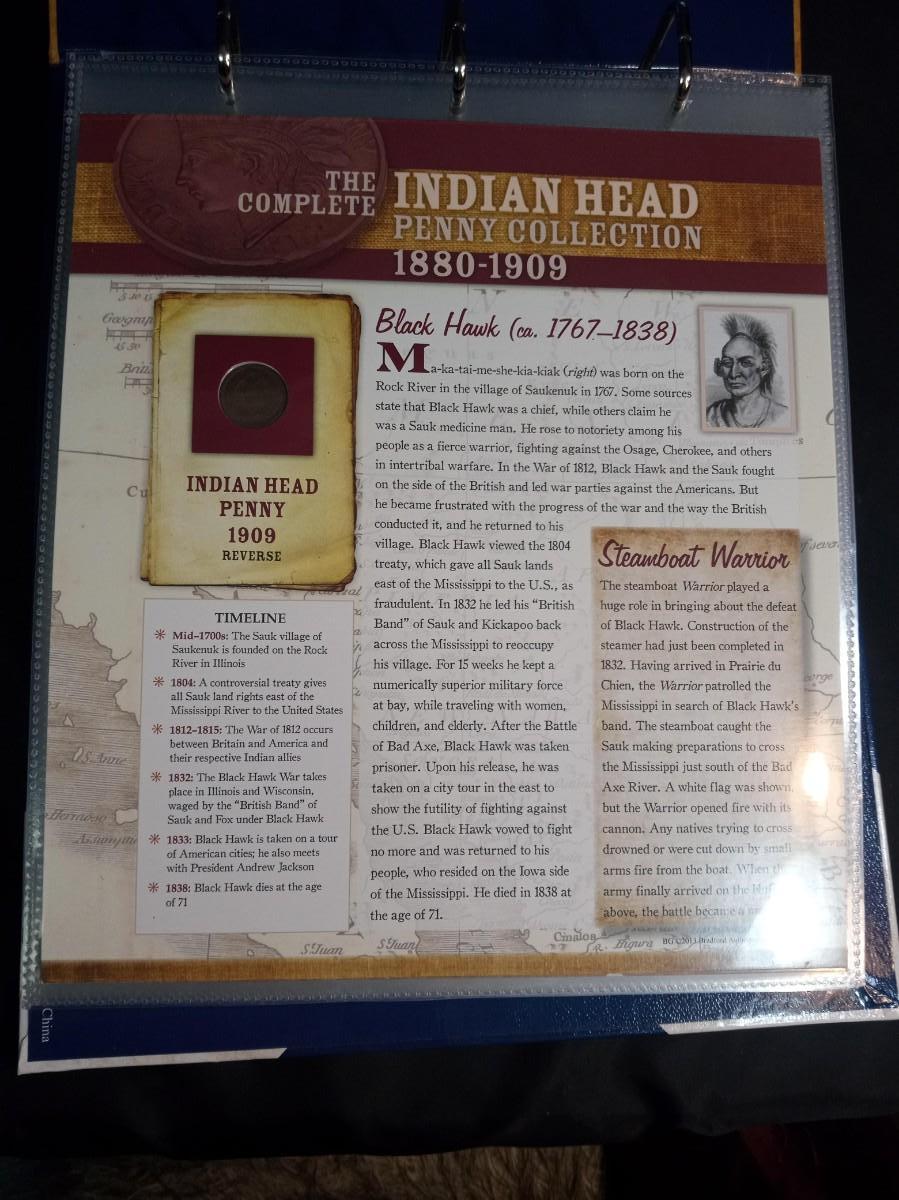 THE
COMPLETE
INDIAN HEAD
PENNY COLLECTION
1880-1909
INDIAN HEAD
PENNY
1909
REVERSE
Black Hawk (ca. 1767–1838)
Ma-ka-tai-me-she-kia-kiak (right) was born on the
Rock River in the village of Saukenuk in 1767. Some sources
state that Black Hawk was a chief, while others claim he
was a Sauk medicine man. He rose to notoriety among his
people as a fierce warrior, fighting against the Osage, Cherokee, and others
in intertribal warfare. In the War of 1812, Black Hawk and the Sauk fought
on the side of the British and led war parties against the Americans. But
he became frustrated with the progress of the war and the way the British
conducted it, and he returned to his
village. Black Hawk viewed the 1804
treaty, which gave all Sauk lands
east of the Mississippi to the U.S., as
fraudulent. In 1832 he led his "British
Band" of Sauk and Kickapoo back
across the Mississippi to reoccupy
his village. For 15 weeks he kept a
numerically superior military force
at bay, while traveling with women,
children, and elderly. After the Battle
of Bad Axe, Black Hawk was taken
prisoner. Upon his release, he was
taken on a city tour in the east to
show the futility of fighting against
the U.S. Black Hawk vowed to fight
no more and was returned to his
people, who resided on the Iowa side
of the Mississippi. He died in 1838 at
the age of 71.
TIMELINE
Mid–1700s: The Sauk village of
Saukenuk is founded on the Rock
River in Illinois
1804: A controversial treaty gives
all Sauk land rights east of the
Mississippi River to the United States
1812–1815: The War of 1812 occurs
between Britain and America and
their respective Indian allies
1832: The Black Hawk War takes
place in Illinois and Wisconsin,
waged by the "British Band" of
Sauk and Fox under Black Hawk
1833: Black Hawk is taken on a tour
of American cities; he also meets
with President Andrew Jackson
1838: Black Hawk dies at the age
of 71
Steamboat Warrior
The steamboat Warrior played a
huge role in bringing about the defeat
of Black Hawk. Construction of the
steamer had just been completed in
1832. Having arrived in Prairie du
Chien, the Warrior patrolled the
Mississippi in search of Black Hawk's
band. The steamboat caught the
Sauk making preparations to cross
the Mississippi just south of the Bad
Axe River. A white flag was shown,
but the Warrior opened fire with its
cannon. Any natives trying to cross
drowned or were cut down by small
arms fire from the boat. When the
army finally arrived on the
above, the battle became a
BG ©2013 Bradford
S. Juan
S. Juan
Cinaloa
R. Pigura
U.S. Anne
China